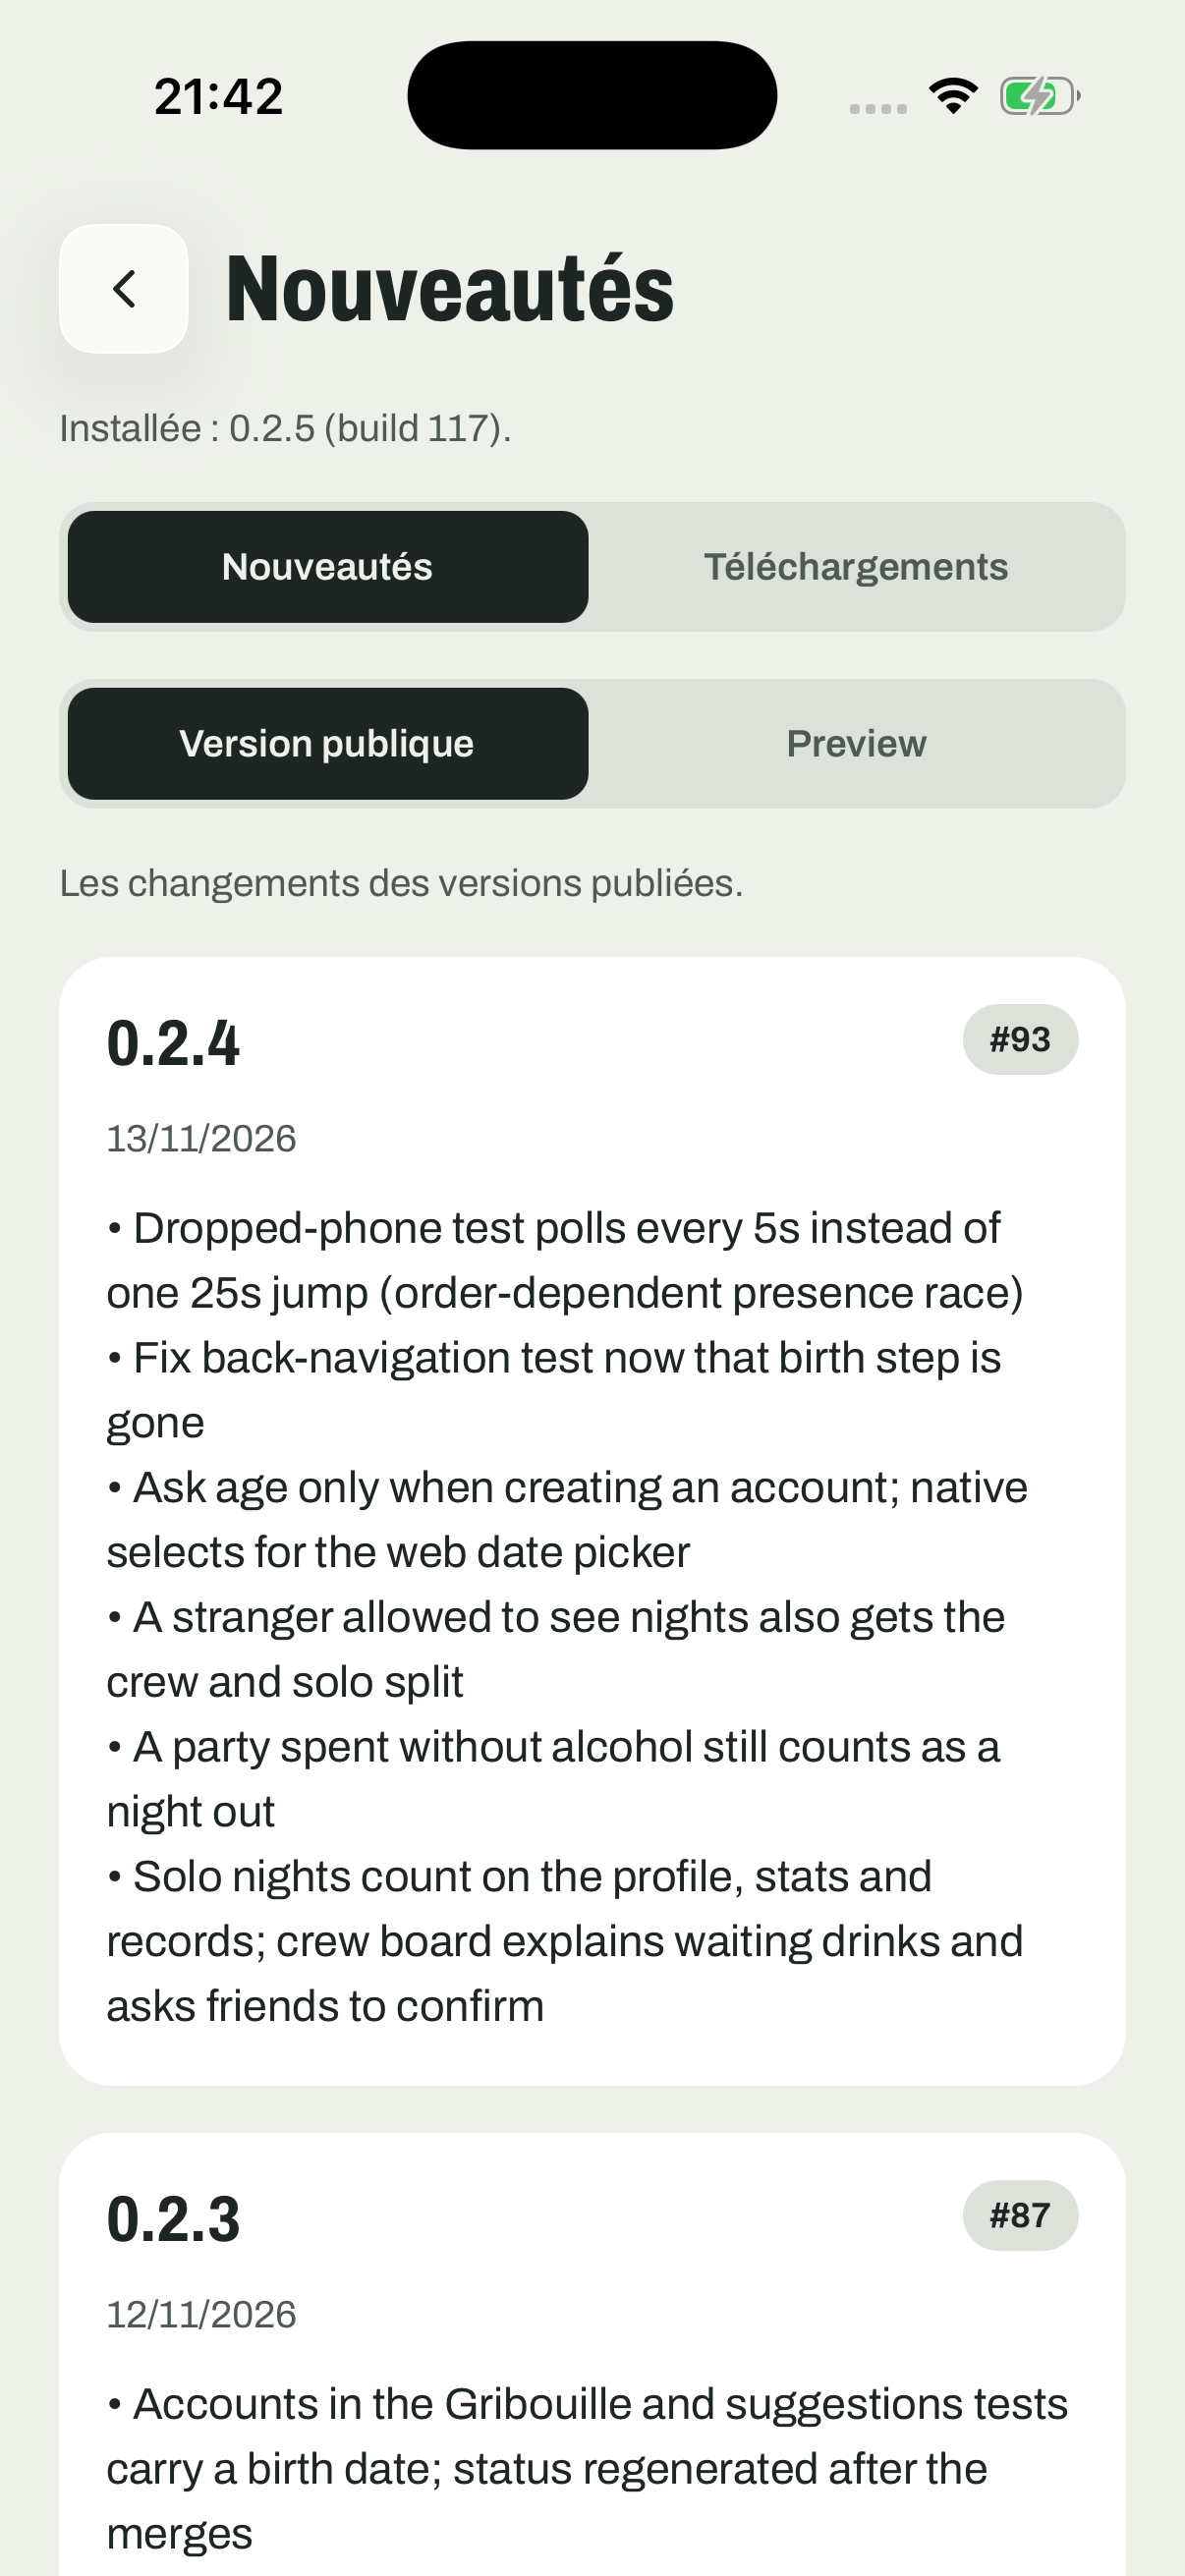 21:42
Nouveautés
Installée : 0.2.5 (build 117).
Nouveautés
Téléchargements
Version publique
Preview
Les changements des versions publiées.
0.2.4
#93
13/11/2026
• Dropped-phone test polls every 5s instead of
one 25s jump (order-dependent presence race)
• Fix back-navigation test now that birth step is
gone
• Ask age only when creating an account; native
selects for the web date picker
• A stranger allowed to see nights also gets the
crew and solo split
• A party spent without alcohol still counts as a
night out
• Solo nights count on the profile, stats and
records; crew board explains waiting drinks and
asks friends to confirm
0.2.3
#87
12/11/2026
• Accounts in the Gribouille and suggestions tests
carry a birth date; status regenerated after the
merges